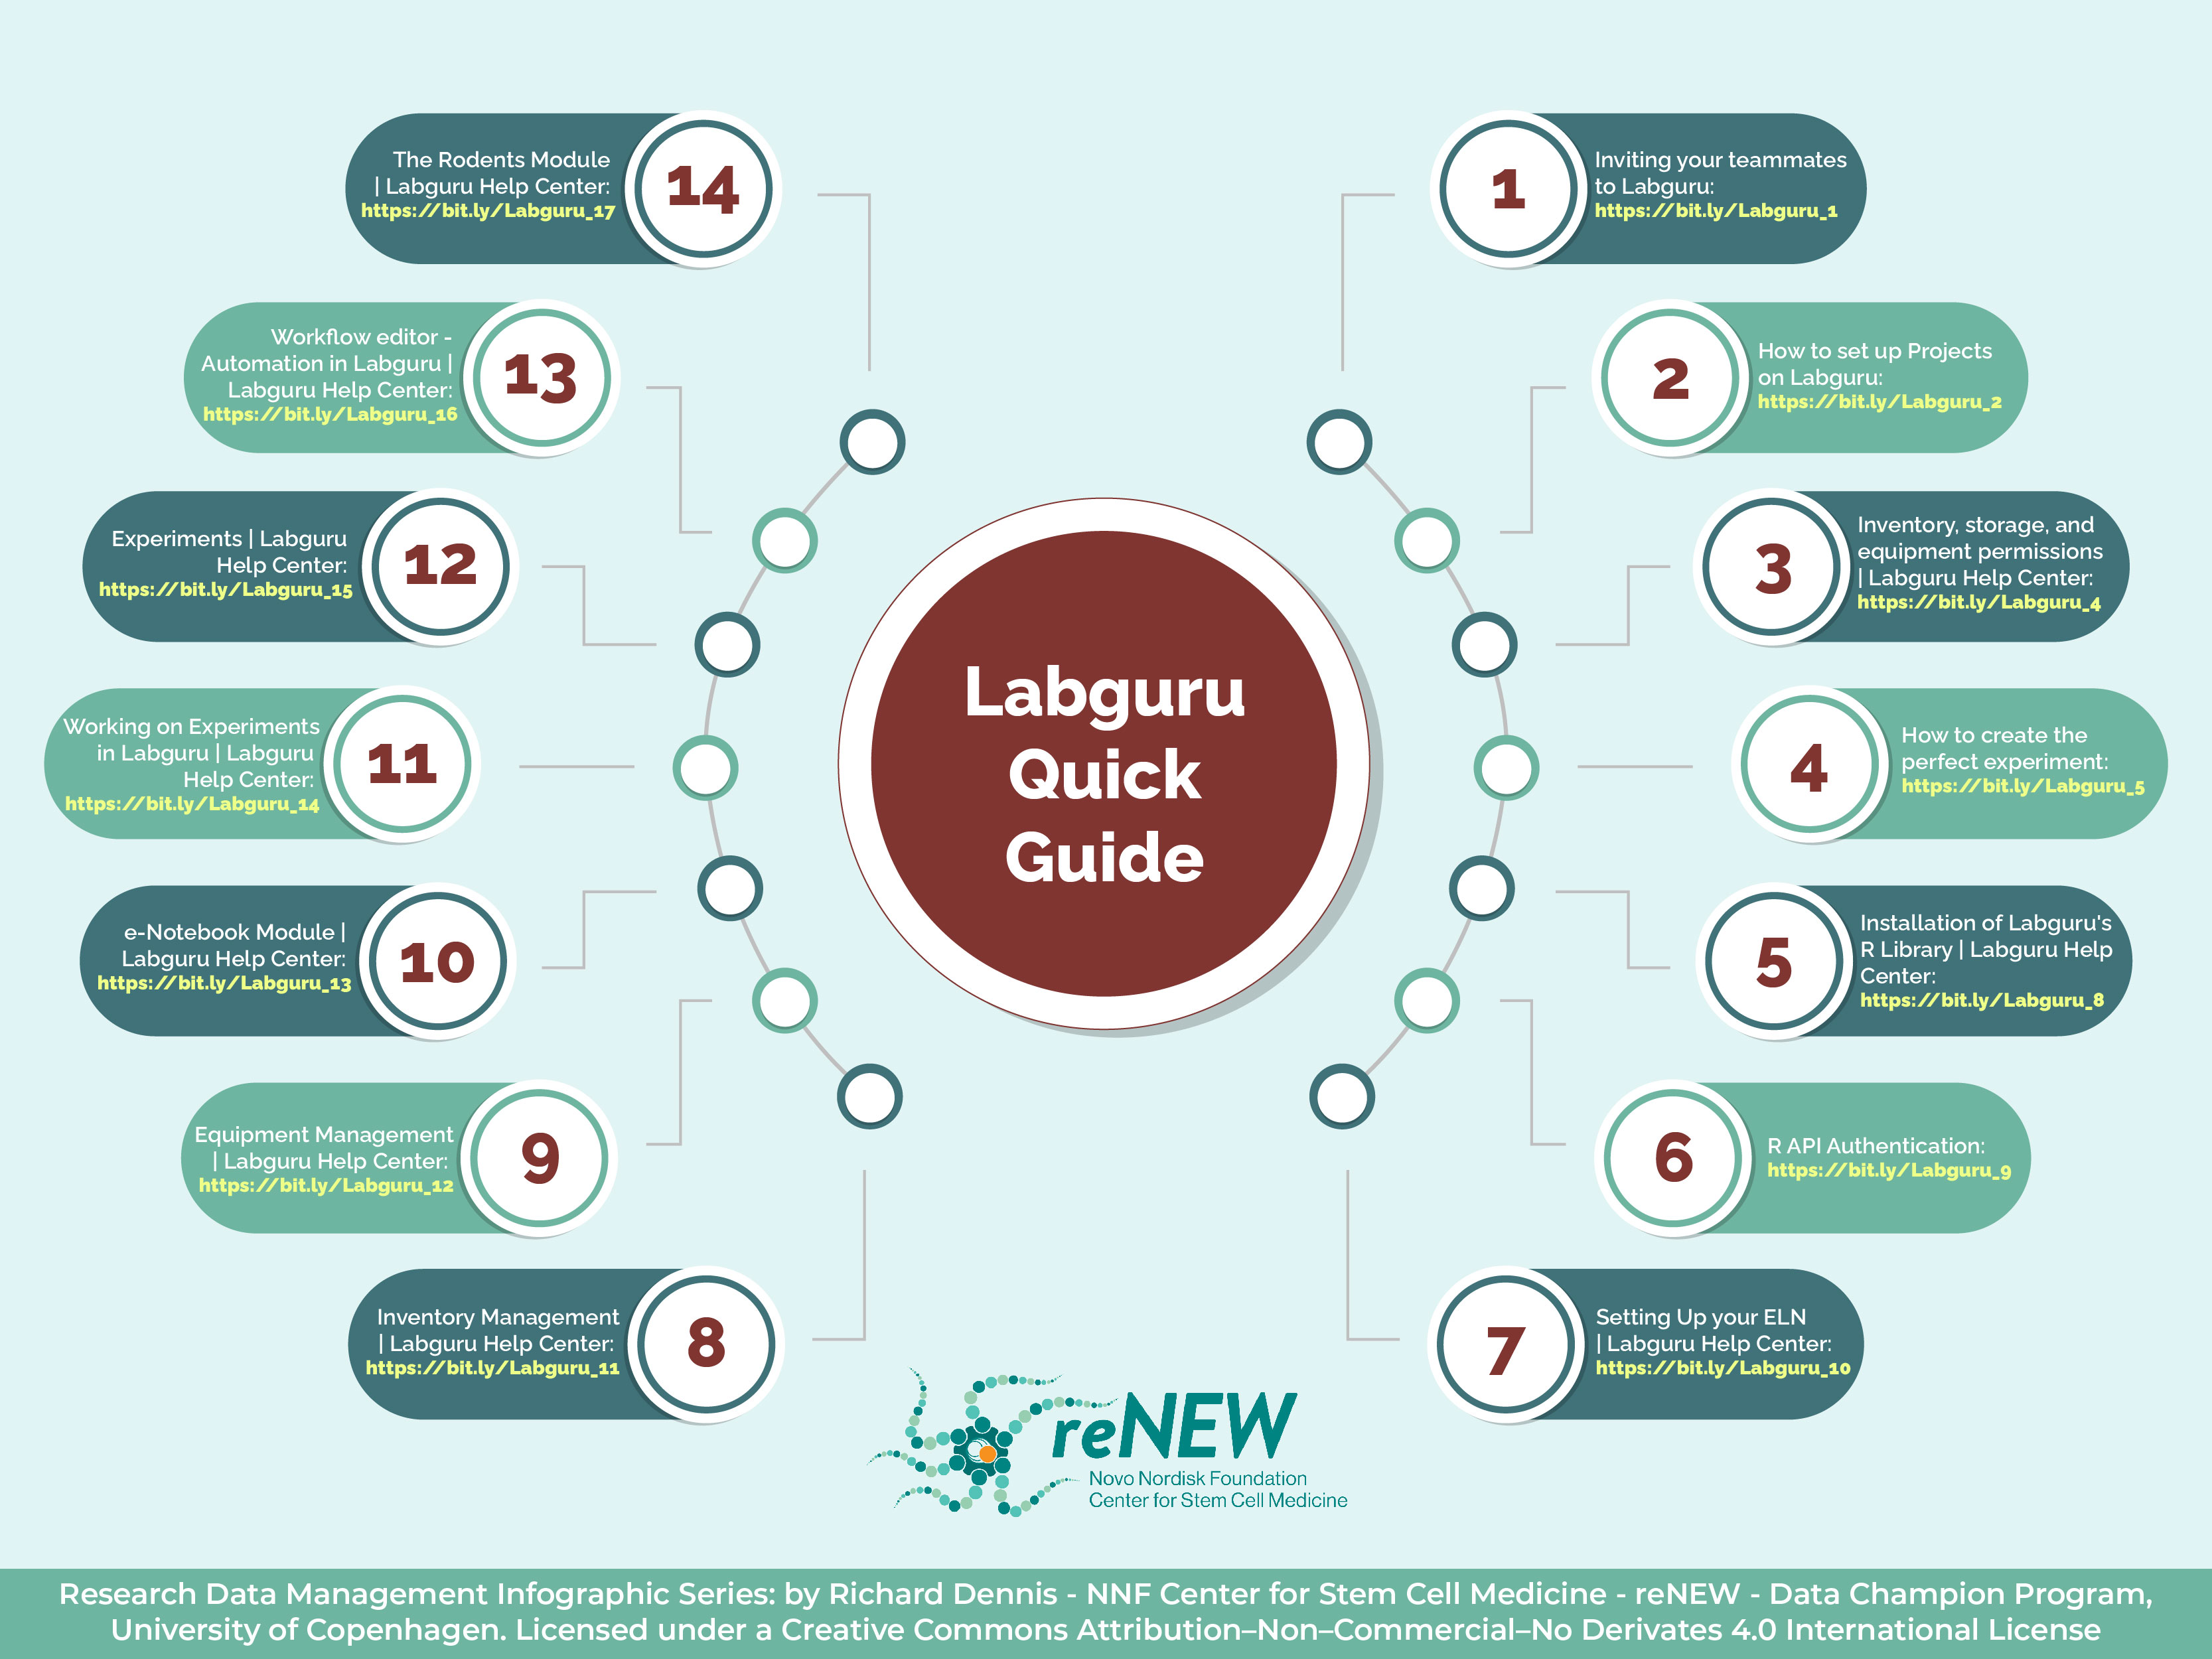 Labguru
Quick
Guide
1
Inviting your teammates
to Labguru:
https://bit.ly/Labguru_1
2
How to set up Projects
on Labguru:
https://bit.ly/Labguru_2
3
Inventory, storage, and
equipment permissions
| Labguru Help Center:
https://bit.ly/Labguru_4
4
How to create the
perfect experiment:
https://bit.ly/Labguru_5
5
Installation of Labguru's
R Library | Labguru Help
Center:
https://bit.ly/Labguru_8
6
R API Authentication:
https://bit.ly/Labguru_9
7
Setting Up your ELN
| Labguru Help Center:
https://bit.ly/Labguru_10
8
Inventory Management
| Labguru Help Center:
https://bit.ly/Labguru_11
9
Equipment Management
| Labguru Help Center:
https://bit.ly/Labguru_12
10
e-Notebook Module |
Labguru Help Center:
https://bit.ly/Labguru_13
11
Working on Experiments
in Labguru | Labguru
Help Center:
https://bit.ly/Labguru_14
12
Experiments | Labguru
Help Center:
https://bit.ly/Labguru_15
13
Workflow editor -
Automation in Labguru |
Labguru Help Center:
https://bit.ly/Labguru_16
14
The Rodents Module
| Labguru Help Center:
https://bit.ly/Labguru_17
reNEW
Novo Nordisk Foundation
Center for Stem Cell Medicine
Research Data Management Infographic Series: by Richard Dennis - NNF Center for Stem Cell Medicine - reNEW - Data Champion Program,
University of Copenhagen. Licensed under a Creative Commons Attribution–Non–Commercial–No Derivates 4.0 International License